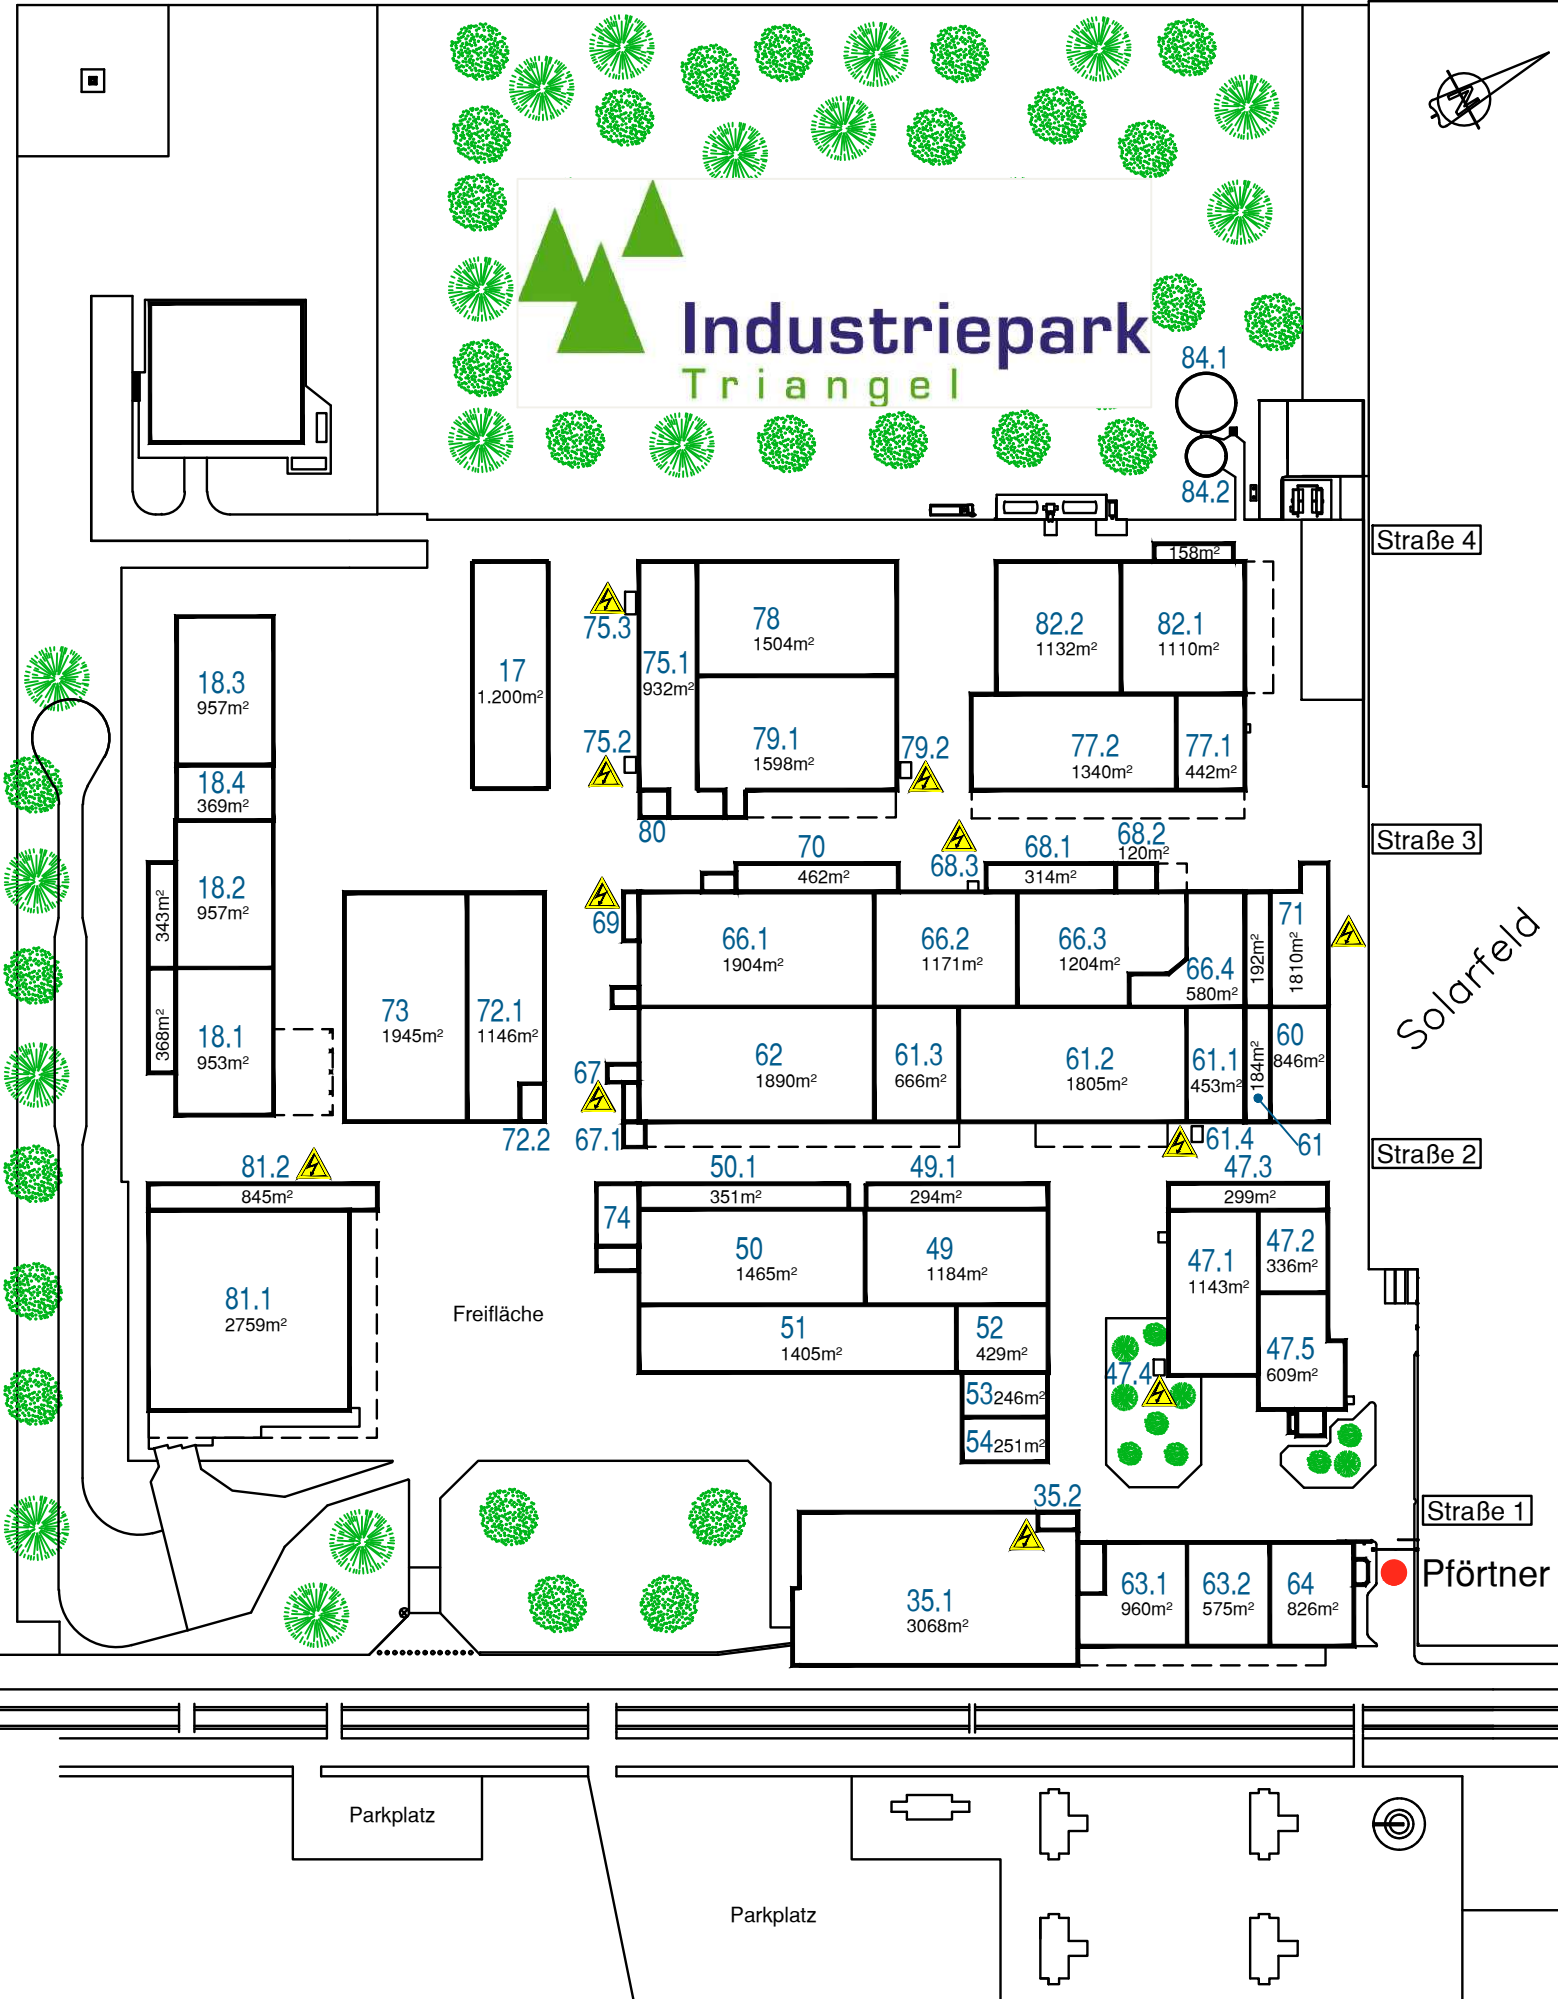 Industriepark
Triangel
84.1
84.2
Straße 4
158m²
75.3
78
1504m²
82.2
1132m²
82.1
1110m²
17
1.200m²
75.1
932m²
18.3
957m²
75.2
79.1
1598m²
79.2
77.2
1340m²
77.1
442m²
18.4
369m²
80
Straße 3
70
462m²
68.3
68.1
314m²
68.2
120m²
18.2
957m²
343m²
69
66.1
1904m²
66.2
1171m²
66.3
1204m²
66.4
580m²
192m²
71
1810m²
Solarfeld
73
1945m²
72.1
1146m²
18.1
953m²
368m²
67
62
1890m²
61.3
666m²
61.2
1805m²
61.1
453m²
184m²
60
846m²
72.2
67.1
61.4
61
Straße 2
81.2
845m²
50.1
351m²
49.1
294m²
47.3
299m²
74
50
1465m²
49
1184m²
47.1
1143m²
47.2
336m²
81.1
2759m²
Freifläche
51
1405m²
52
429m²
47.5
609m²
47.4
53 246m²
54 251m²
35.2
Straße 1
Pförtner
35.1
3068m²
63.1
960m²
63.2
575m²
64
826m²
Parkplatz
Parkplatz